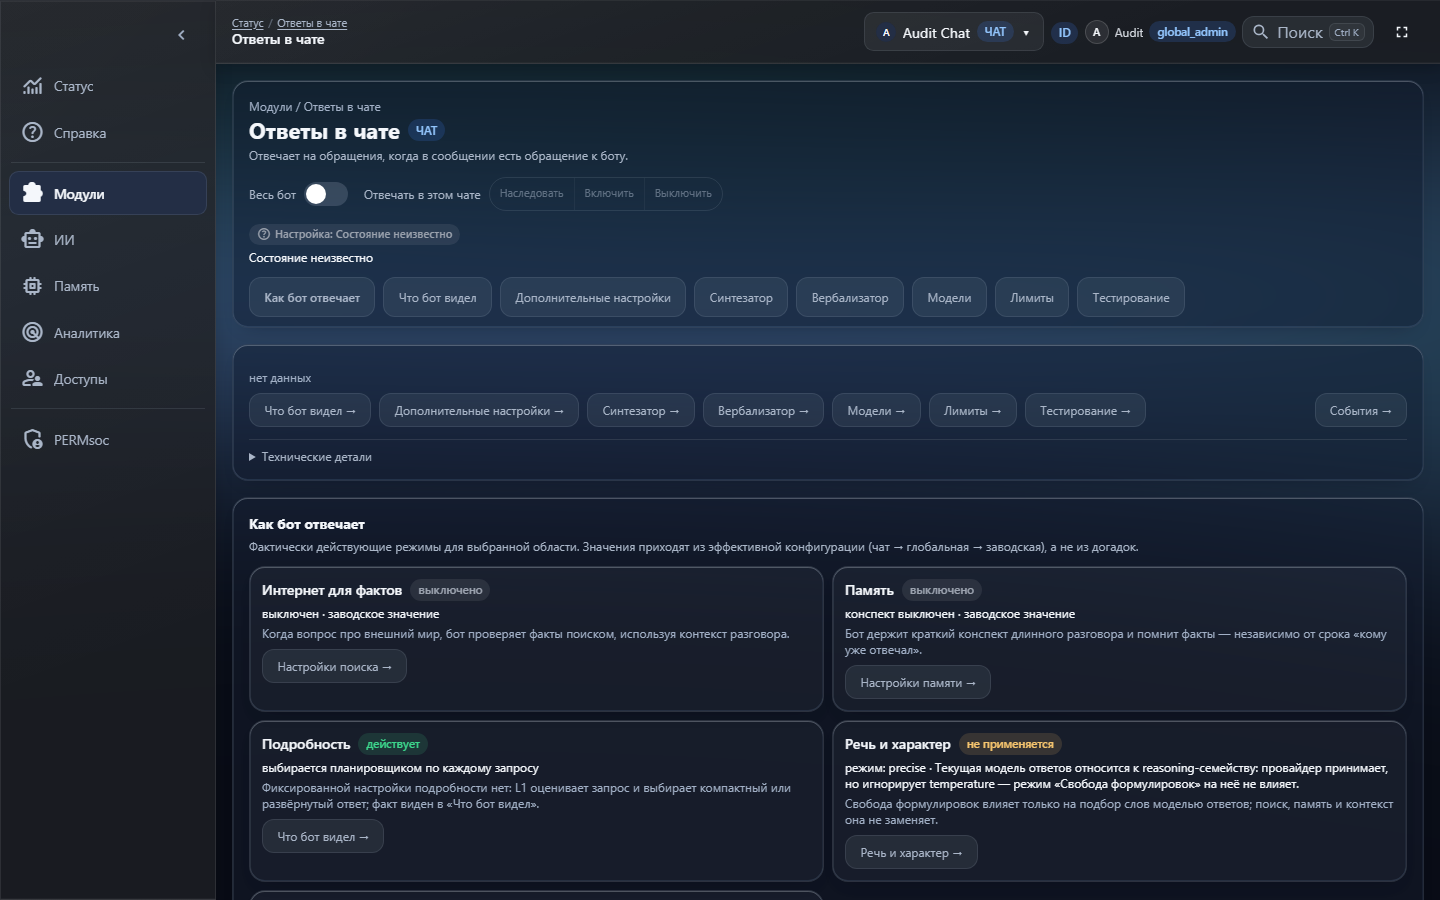 Статус / Ответы в чате
Ответы в чате
A Audit Chat ЧАТ ▾
ID
A Audit global_admin
Поиск Ctrl K
Статус
Справка
Модули
ИИ
Память
Аналитика
Доступы
PERMsoc
Модули / Ответы в чате
Ответы в чате ЧАТ
Отвечает на обращения, когда в сообщении есть обращение к боту.
Весь бот
Отвечать в этом чате Наследовать Включить Выключить
Настройка: Состояние неизвестно
Состояние неизвестно
Как бот отвечает Что бот видел Дополнительные настройки Синтезатор Вербализатор Модели Лимиты Тестирование
нет данных
Что бот видел → Дополнительные настройки → Синтезатор → Вербализатор → Модели → Лимиты → Тестирование → События →
▶ Технические детали
Как бот отвечает
Фактически действующие режимы для выбранной области. Значения приходят из эффективной конфигурации (чат → глобальная → заводская), а не из догадок.
Интернет для фактов выключено
выключен · заводское значение
Когда вопрос про внешний мир, бот проверяет факты поиском, используя контекст разговора.
Настройки поиска →
Память выключено
конспект выключен · заводское значение
Бот держит краткий конспект длинного разговора и помнит факты — независимо от срока «кому
уже отвечал».
Настройки памяти →
Подробность действует
выбирается планировщиком по каждому запросу
Фиксированной настройки подробности нет: L1 оценивает запрос и выбирает компактный или
развёрнутый ответ; факт виден в «Что бот видел».
Что бот видел →
Речь и характер не применяется
режим: precise · Текущая модель ответов относится к reasoning-семейству: провайдер принимает,
но игнорирует temperature — режим «Свобода формулировок» на неё не влияет.
Свобода формулировок влияет только на подбор слов моделью ответов; поиск, память и контекст
она не заменяет.
Речь и характер →